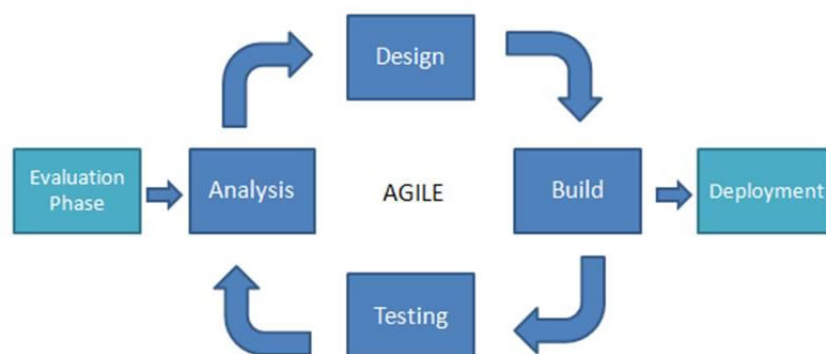 Design
Evaluation
Phase
Analysis
AGILE
Build
Deployment
Testing